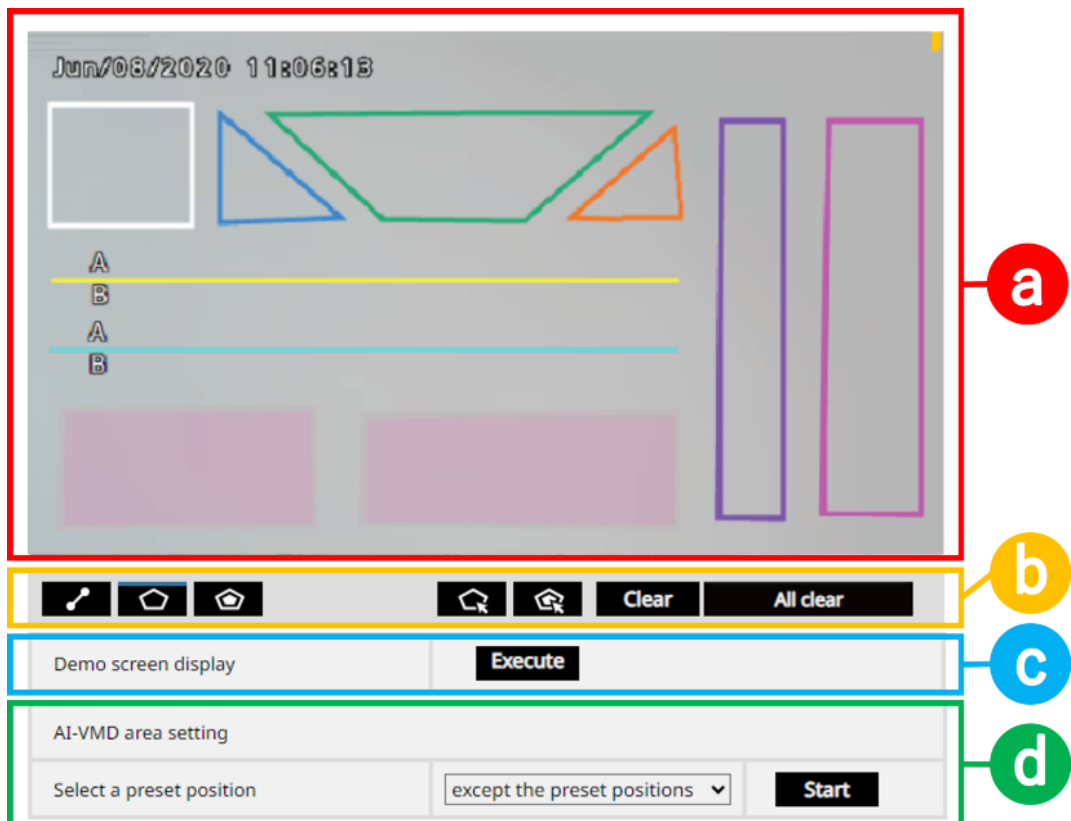 Jun/08/2020 11:06:13
A
B
A
B
a
Clear
All clear
b
Demo screen display
Execute
c
AI-VMD area setting
Select a preset position
except the preset positions
Start
d